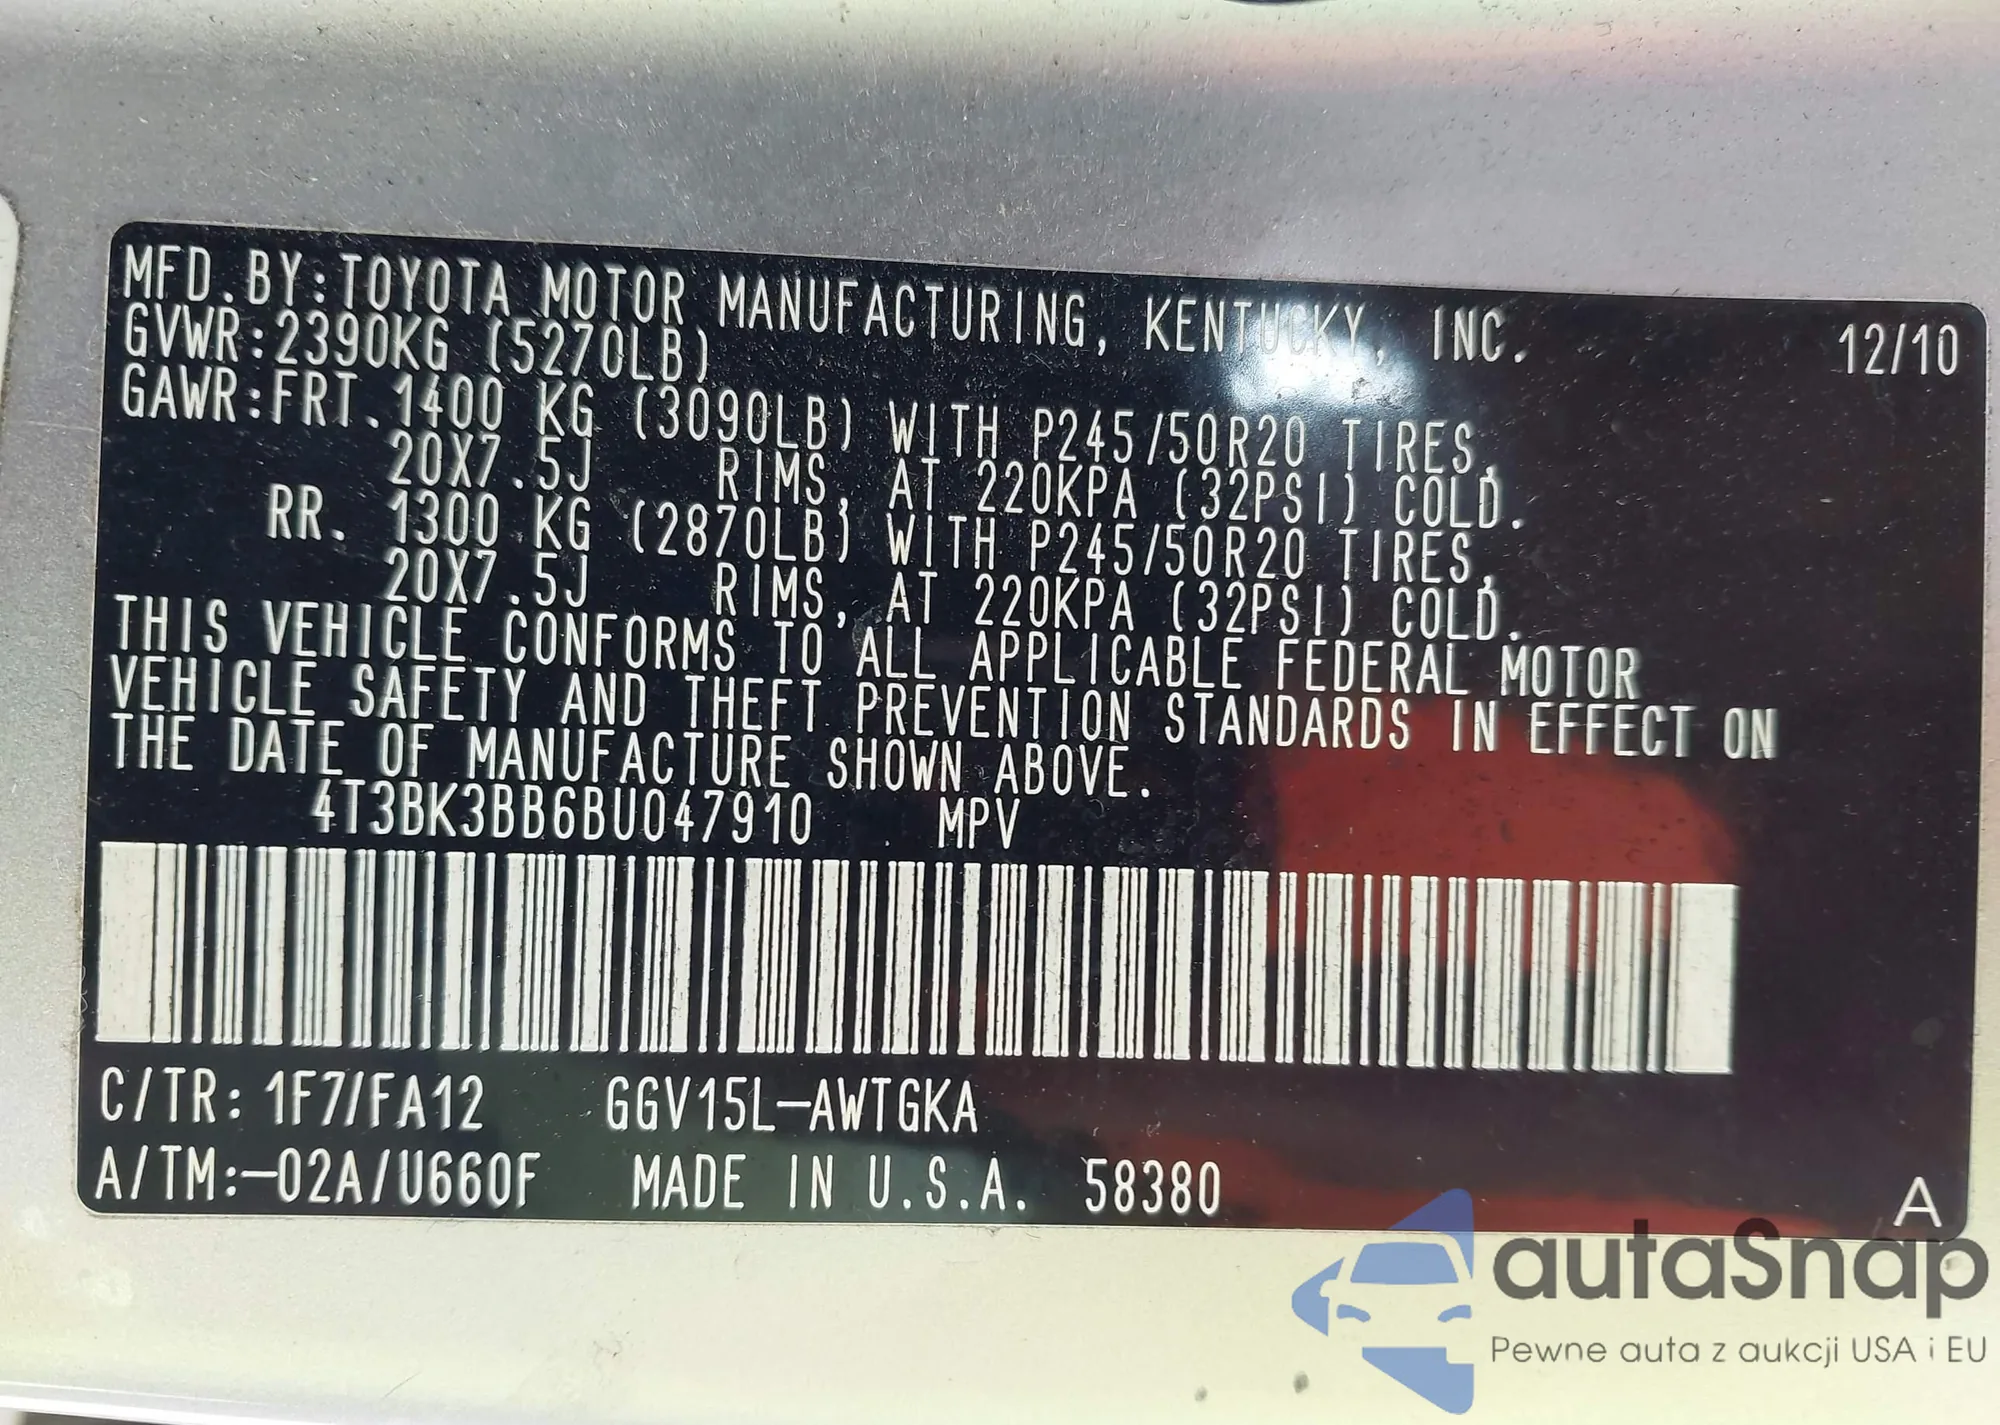 MFD.BY:TOYOTA MOTOR MANUFACTURING, KENTUCKY, INC. 12/10
GVWR:2390KG (5270LB)
GAWR:FRT.1400 KG (3090LB) WITH P245/50R20 TIRES,
20X7.5J RIMS, AT 220KPA (32PSI) COLD.
RR. 1300 KG (2870LB) WITH P245/50R20 TIRES,
20X7.5J RIMS, AT 220KPA (32PSI) COLD.
THIS VEHICLE CONFORMS TO ALL APPLICABLE FEDERAL MOTOR
VEHICLE SAFETY AND THEFT PREVENTION STANDARDS IN EFFECT ON
THE DATE OF MANUFACTURE SHOWN ABOVE.
4T3BK3BB6BU047910 MPV
C/TR: 1F7/FA12 GGV15L-AWTGKA
A/TM:-02A/U660F MADE IN U.S.A. 58380 A
autaSnap
Pewne auta z aukcji USA i EU